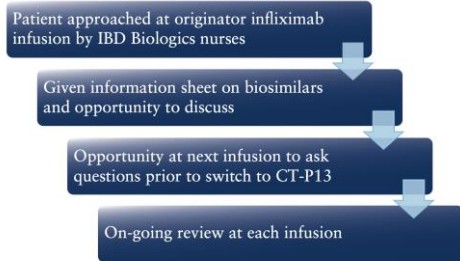 Patient approached at originator infliximab
infusion by IBD Biologics nurses
Given information sheet on biosimilars
and opportunity to discuss
Opportunity at next infusion to ask
questions prior to switch to CT-P13
On-going review at each infusion